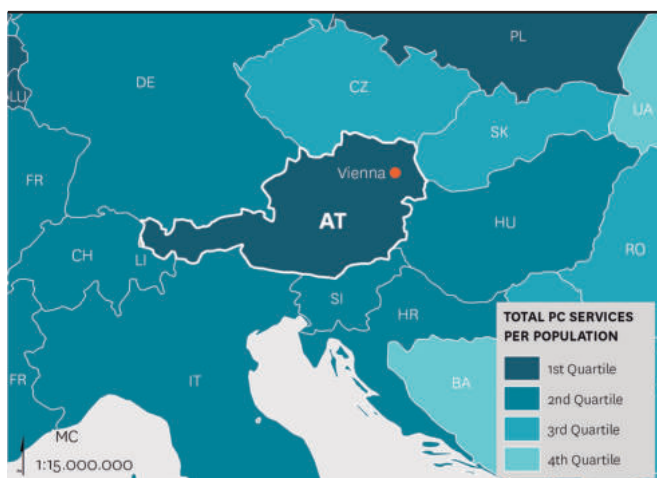 PL
DE
CZ
LU
UA
SK
FR
Vienna
AT
HU
CH
LI
RO
SI
HR
TOTAL PC SERVICES
PER POPULATION
1st Quartile
2nd Quartile
3rd Quartile
4th Quartile
BA
FR
IT
MC
1:15.000.000